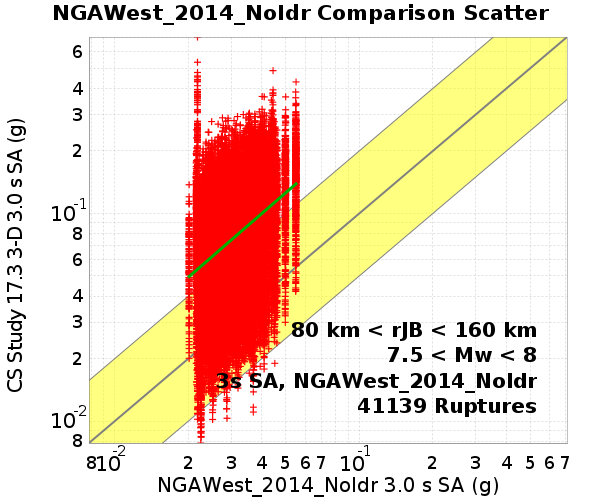 NGAWest_2014_NoIdr Comparison Scatter
CS Study 17.3 3-D 3.0 s SA (g)
6
4
3
2
10-1
8
6
4
3
2
10-2
8
80 km < rJB < 160 km
7.5 < Mw < 8
3s SA, NGAWest_2014_NoIdr
41139 Ruptures
8 10-2 2 3 4 5 6 7 10-1 2 3 4 5 6 7
NGAWest_2014_NoIdr 3.0 s SA (g)